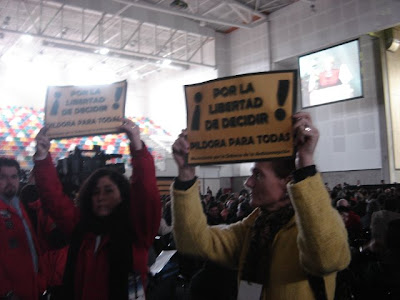 ¡POR LA
LIBERTAD
DE DECIDIR!
PILDORA PARA TODAS
¡POR LA
LIBERTAD
DE DECIDIR!
PILDORA PARA TODAS